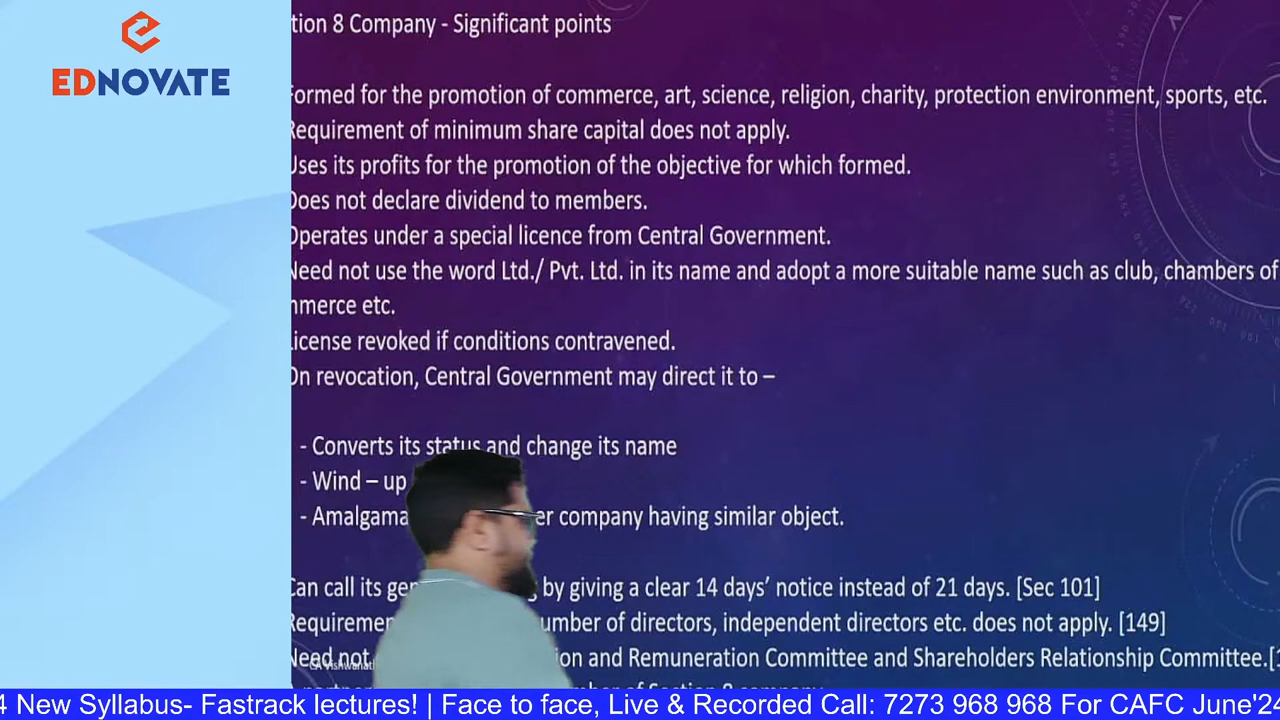 EDNOVATE
tion 8 Company - Significant points
Formed for the promotion of commerce, art, science, religion, charity, protection environment, sports, etc.
Requirement of minimum share capital does not apply.
Uses its profits for the promotion of the objective for which formed.
Does not declare dividend to members.
Operates under a special licence from Central Government.
Need not use the word Ltd./ Pvt. Ltd. in its name and adopt a more suitable name such as club, chambers of
mmerce etc.
License revoked if conditions contravened.
On revocation, Central Government may direct it to –
- Converts its status and change its name
- Wind – up
- Amalgama er company having similar object.
Can call its gen by giving a clear 14 days' notice instead of 21 days. [Sec 101]
Requiremen umber of directors, independent directors etc. does not apply. [149]
Need not ion and Remuneration Committee and Shareholders Relationship Committee.[1
CA Vishwanath
4 New Syllabus- Fastrack lectures! | Face to face, Live & Recorded Call: 7273 968 968 For CAFC June'24